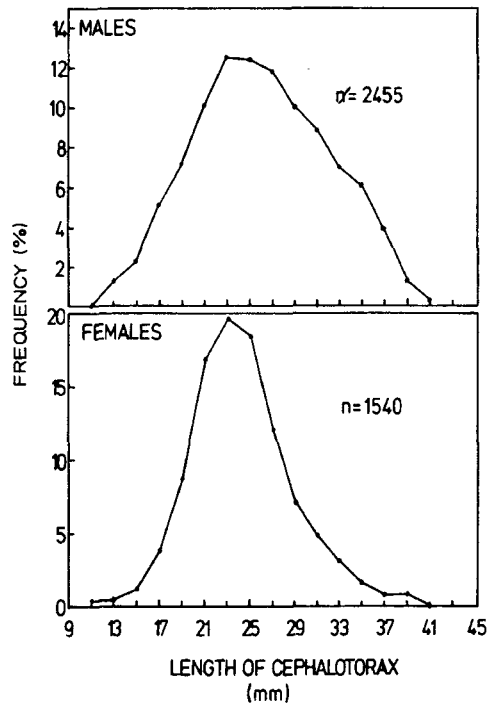 MALES
14
12
10
8
6
4
2
n=2455
FREQUENCY (%)
FEMALES
20
15
10
5
0
n=1540
9 13 17 21 25 29 33 37 41 45
LENGTH OF CEPHALOTORAX
(mm)